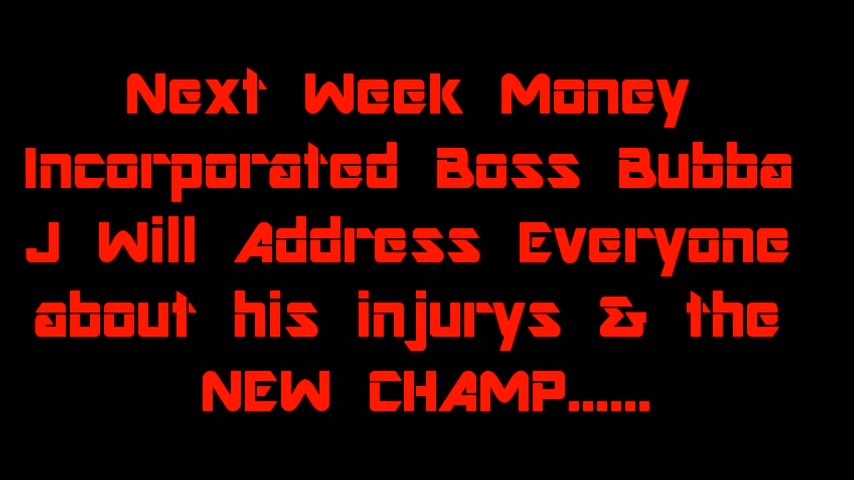 Next Week Money
Incorporated Boss Bubba
J Will Address Everyone
about his injurys & the
NEW CHAMP......